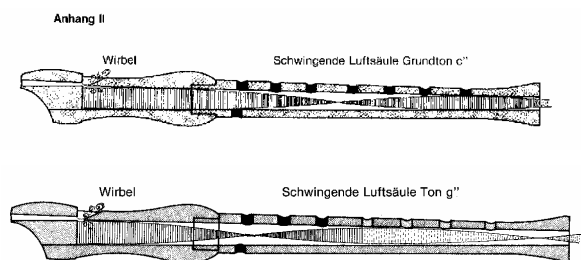 Anhang II
Wirbel Schwingende Luftsäule Grundton c"
Wirbel Schwingende Luftsäule Ton g"